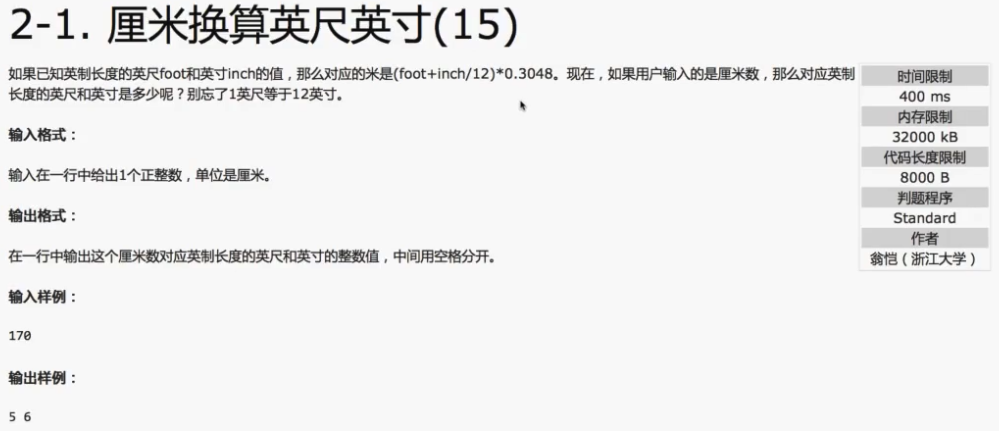 2-1. 厘米换算英尺英寸(15)
如果已知英制长度的英尺foot和英寸inch的值，那么对应的米是(foot+inch/12)*0.3048。现在，如果用户输入的是厘米数，那么对应英制
长度的英尺和英寸是多少呢？别忘了1英尺等于12英寸。
输入格式：
输入在一行中给出1个正整数，单位是厘米。
输出格式：
在一行中输出这个厘米数对应英制长度的英尺和英寸的整数值，中间用空格分开。
输入样例：
170
输出样例：
5 6
时间限制
400 ms
内存限制
32000 kB
代码长度限制
8000 B
判题程序
Standard
作者
翁恺（浙江大学）